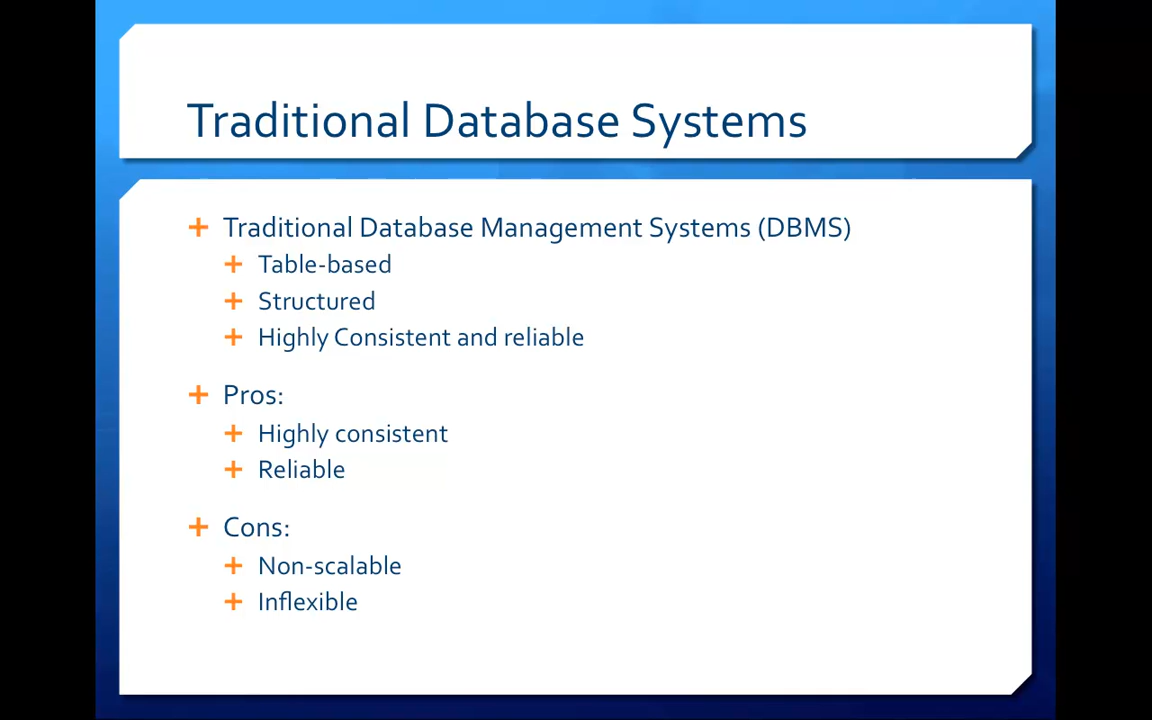 Traditional Database Systems
Traditional Database Management Systems (DBMS)
Table-based
Structured
Highly Consistent and reliable
Pros:
Highly consistent
Reliable
Cons:
Non-scalable
Inflexible